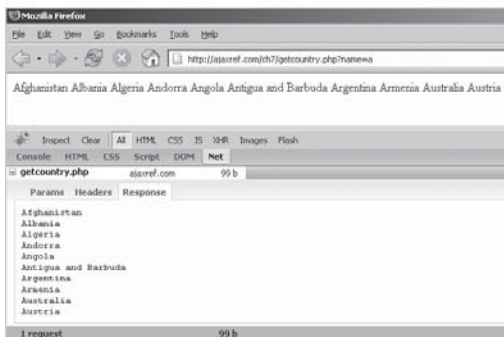 Mozilla Firefox
File Edit View Go Bookmarks Tools Help
http://ajaxref.com/ch7/getcountry.php?namewa
Afghanistan Albania Algeria Andorra Angola Antigua and Barbuda Argentina Armenia Australia Austria
Inspect Clear All HTML CSS JS XHR Images Flash
Console HTML CSS Script DOM Net
getcountry.php ajaxref.com 99 b
Params Headers Response
Afghanistan
Albania
Algeria
Andorra
Angola
Antigua and Barbuda
Argentina
Armenia
Australia
Austria
1 request 99 b